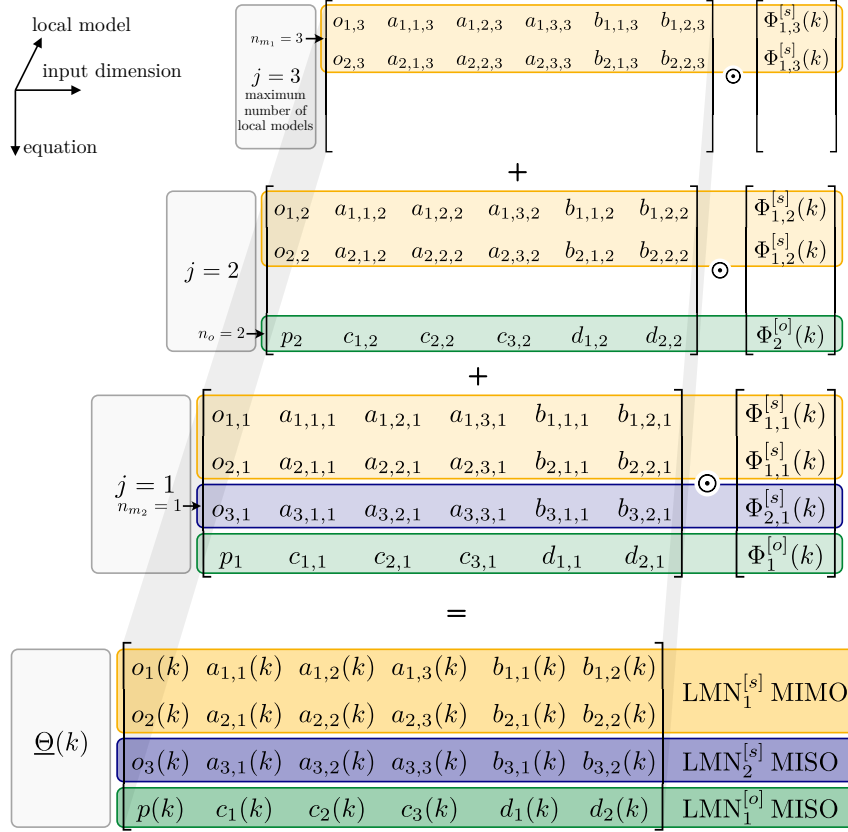 local model
input dimension
equation
n_{m_1} = 3
j = 3
maximum
number of
local models
o_{1,3} a_{1,1,3} a_{1,2,3} a_{1,3,3} b_{1,1,3} b_{1,2,3} Φ_{1,3}^{[s]}(k)
o_{2,3} a_{2,1,3} a_{2,2,3} a_{2,3,3} b_{2,1,3} b_{2,2,3} Φ_{1,3}^{[s]}(k)
⊙
+
j = 2
n_o = 2
o_{1,2} a_{1,1,2} a_{1,2,2} a_{1,3,2} b_{1,1,2} b_{1,2,2} Φ_{1,2}^{[s]}(k)
o_{2,2} a_{2,1,2} a_{2,2,2} a_{2,3,2} b_{2,1,2} b_{2,2,2} Φ_{1,2}^{[s]}(k)
⊙
p_2 c_{1,2} c_{2,2} c_{3,2} d_{1,2} d_{2,2} Φ_2^{[o]}(k)
+
j = 1
n_{m_2} = 1
o_{1,1} a_{1,1,1} a_{1,2,1} a_{1,3,1} b_{1,1,1} b_{1,2,1} Φ_{1,1}^{[s]}(k)
o_{2,1} a_{2,1,1} a_{2,2,1} a_{2,3,1} b_{2,1,1} b_{2,2,1} Φ_{1,1}^{[s]}(k)
⊙
o_{3,1} a_{3,1,1} a_{3,2,1} a_{3,3,1} b_{3,1,1} b_{3,2,1} Φ_{2,1}^{[s]}(k)
p_1 c_{1,1} c_{2,1} c_{3,1} d_{1,1} d_{2,1} Φ_1^{[o]}(k)
=
Θ(k)
o_1(k) a_{1,1}(k) a_{1,2}(k) a_{1,3}(k) b_{1,1}(k) b_{1,2}(k)
LMN_1^{[s]} MIMO
o_2(k) a_{2,1}(k) a_{2,2}(k) a_{2,3}(k) b_{2,1}(k) b_{2,2}(k)
o_3(k) a_{3,1}(k) a_{3,2}(k) a_{3,3}(k) b_{3,1}(k) b_{3,2}(k) LMN_2^{[s]} MISO
p(k) c_1(k) c_2(k) c_3(k) d_1(k) d_2(k) LMN_1^{[o]} MISO